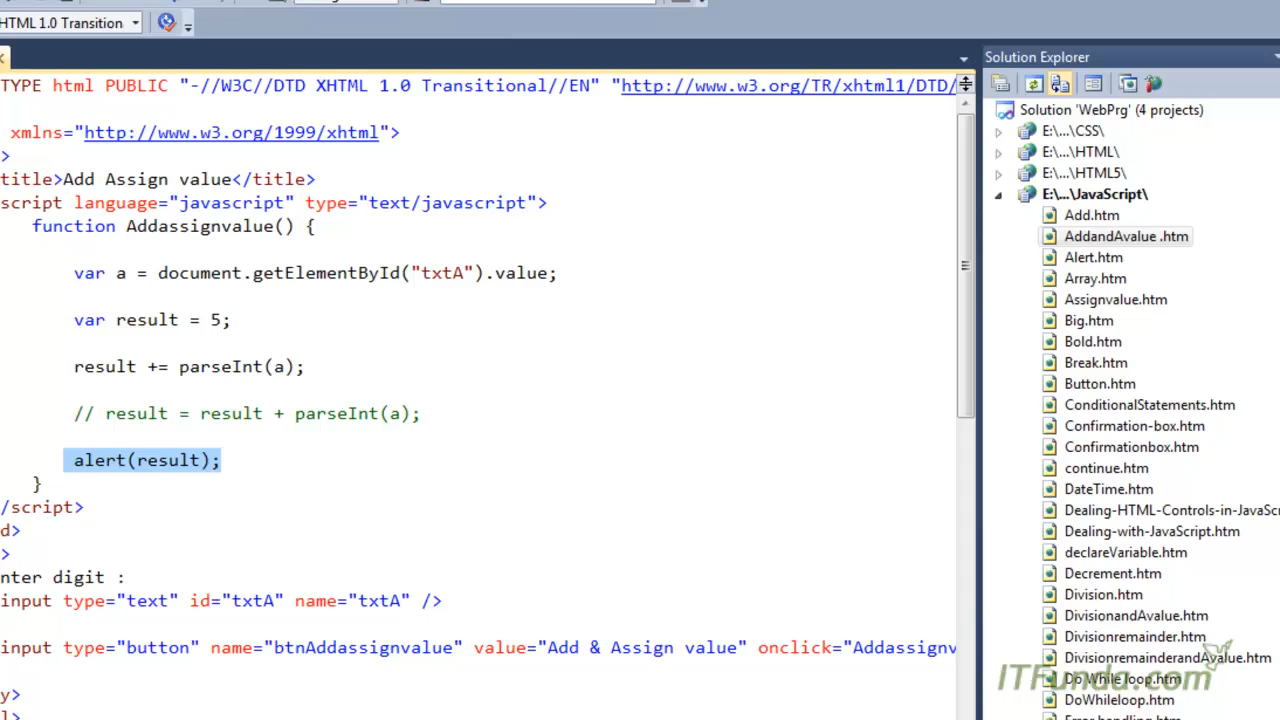 HTML 1.0 Transition
TYPE html PUBLIC "-//W3C//DTD XHTML 1.0 Transitional//EN" "http://www.w3.org/TR/xhtml1/DTD/
xmlns="http://www.w3.org/1999/xhtml">
>
title>Add Assign value</title>
script language="javascript" type="text/javascript">
function Addassignvalue() {
var a = document.getElementById("txtA").value;
var result = 5;
result += parseInt(a);
// result = result + parseInt(a);
alert(result);
}
/script>
d>
>
nter digit :
input type="text" id="txtA" name="txtA" />
input type="button" name="btnAddassignvalue" value="Add & Assign value" onclick="Addassignv
y>
l>
Solution Explorer
Solution 'WebPrg' (4 projects)
E:\...\CSS\
E:\...\HTML\
E:\...\HTML5\
E:\...\JavaScript\
Add.htm
AddandAvalue .htm
Alert.htm
Array.htm
Assignvalue.htm
Big.htm
Bold.htm
Break.htm
Button.htm
ConditionalStatements.htm
Confirmation-box.htm
Confirmationbox.htm
continue.htm
DateTime.htm
Dealing-HTML-Controls-in-JavaScr
Dealing-with-JavaScript.htm
declareVariable.htm
Decrement.htm
Division.htm
DivisionandAvalue.htm
Divisionremainder.htm
DivisionremainderandAvalue.htm
Do While loop.htm
DoWhileloop.htm
Error handling.htm
ITFunda.com